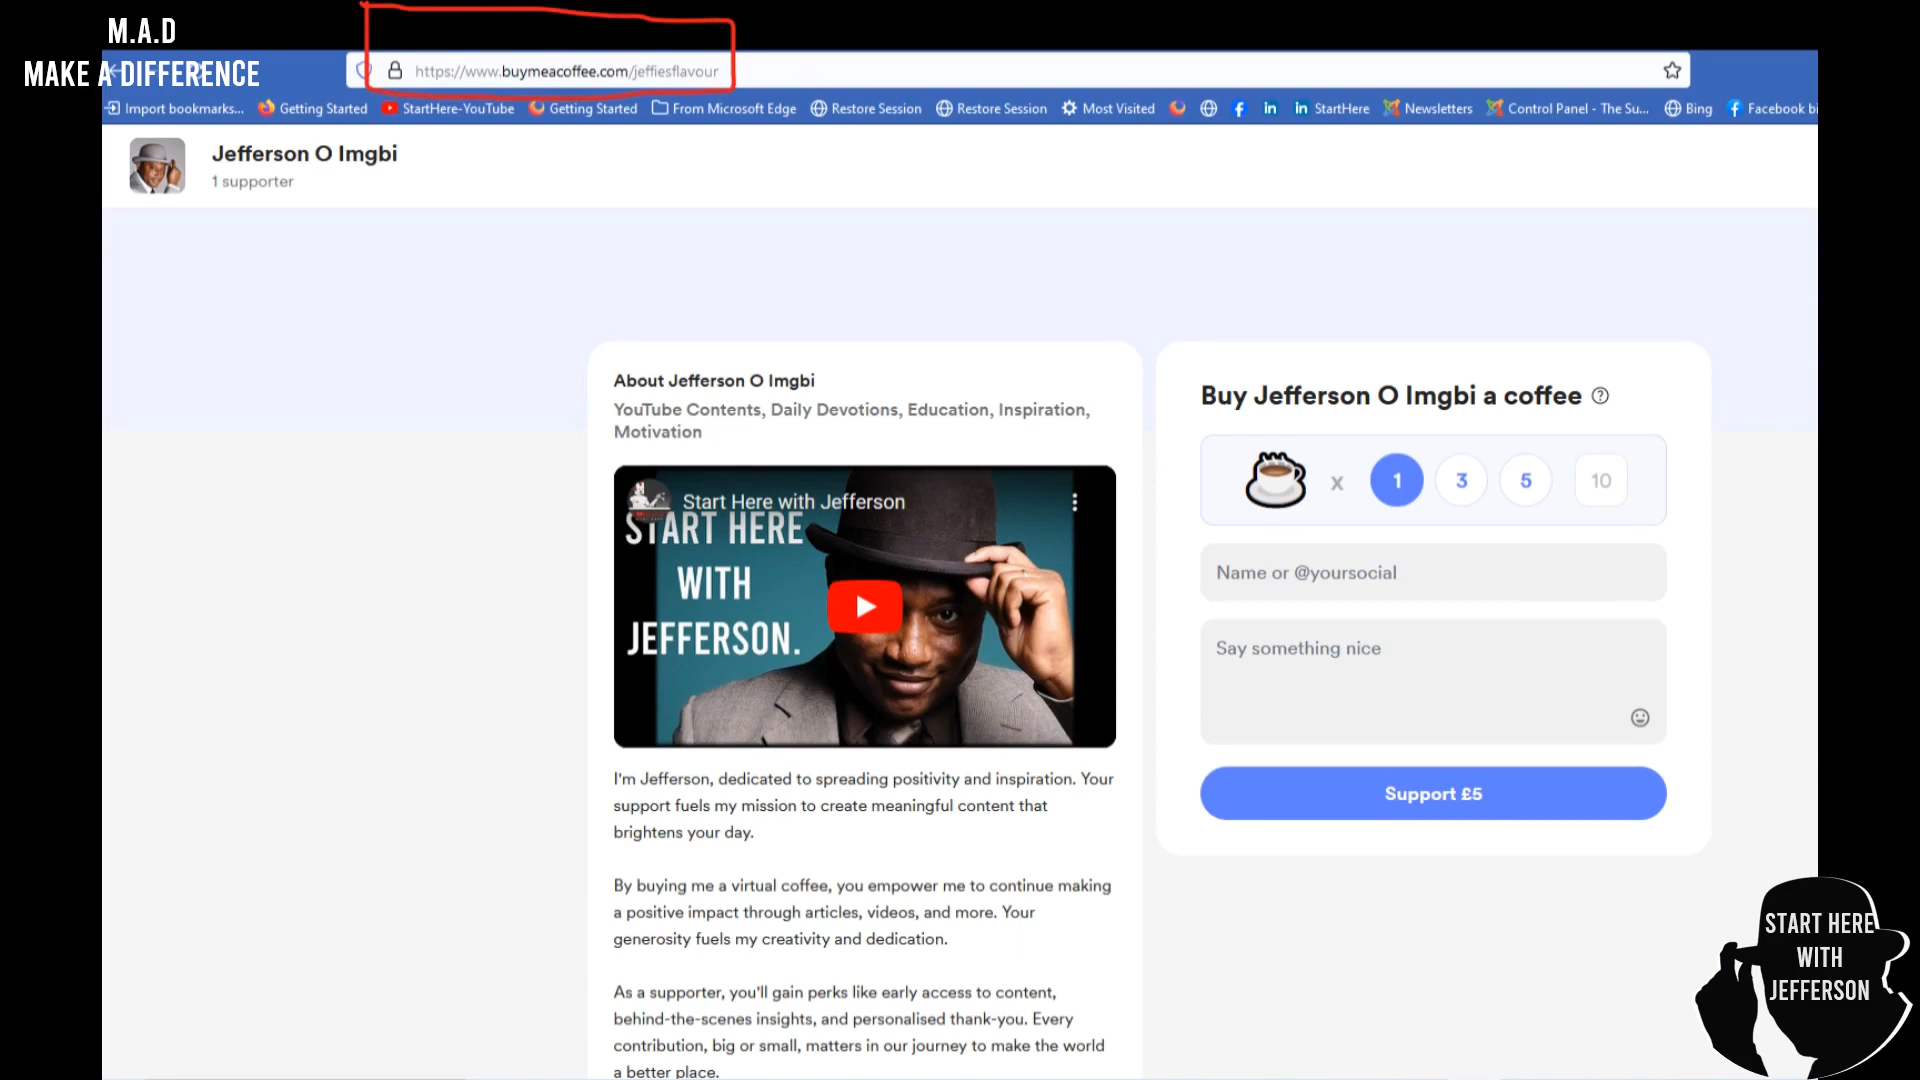 M.A.D
MAKE A DIFFERENCE
https://www.buymeacoffee.com/jeffiesflavour
Import bookmarks... Getting Started StartHere-YouTube Getting Started From Microsoft Edge Restore Session Restore Session Most Visited StartHere Newsletters Control Panel - The Su... Bing Facebook bi
Jefferson O Imgbi
1 supporter
About Jefferson O Imgbi
YouTube Contents, Daily Devotions, Education, Inspiration,
Motivation
Start Here with Jefferson
START HERE
WITH
JEFFERSON.
I'm Jefferson, dedicated to spreading positivity and inspiration. Your
support fuels my mission to create meaningful content that
brightens your day.
By buying me a virtual coffee, you empower me to continue making
a positive impact through articles, videos, and more. Your
generosity fuels my creativity and dedication.
As a supporter, you'll gain perks like early access to content,
behind-the-scenes insights, and personalised thank-you. Every
contribution, big or small, matters in our journey to make the world
a better place.
Buy Jefferson O Imgbi a coffee
x 1 3 5 10
Name or @yoursocial
Say something nice
Support £5
START HERE
WITH
JEFFERSON